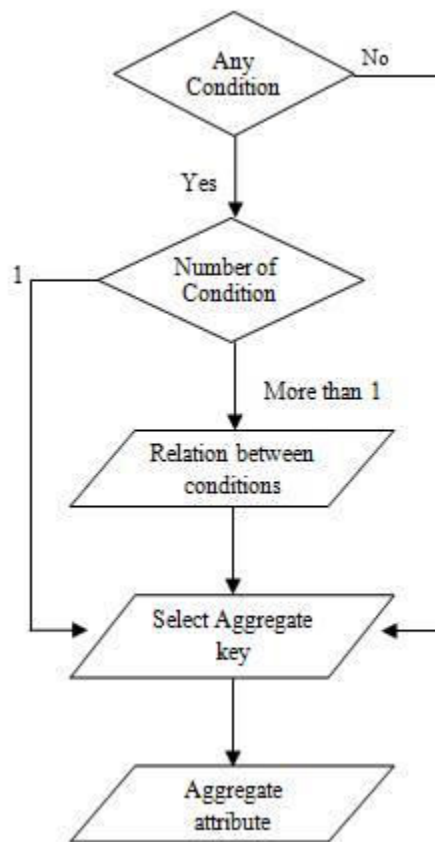 Any
Condition
No
Yes
Number of
Condition
1
More than 1
Relation between
conditions
Select Aggregate
key
Aggregate
attribute